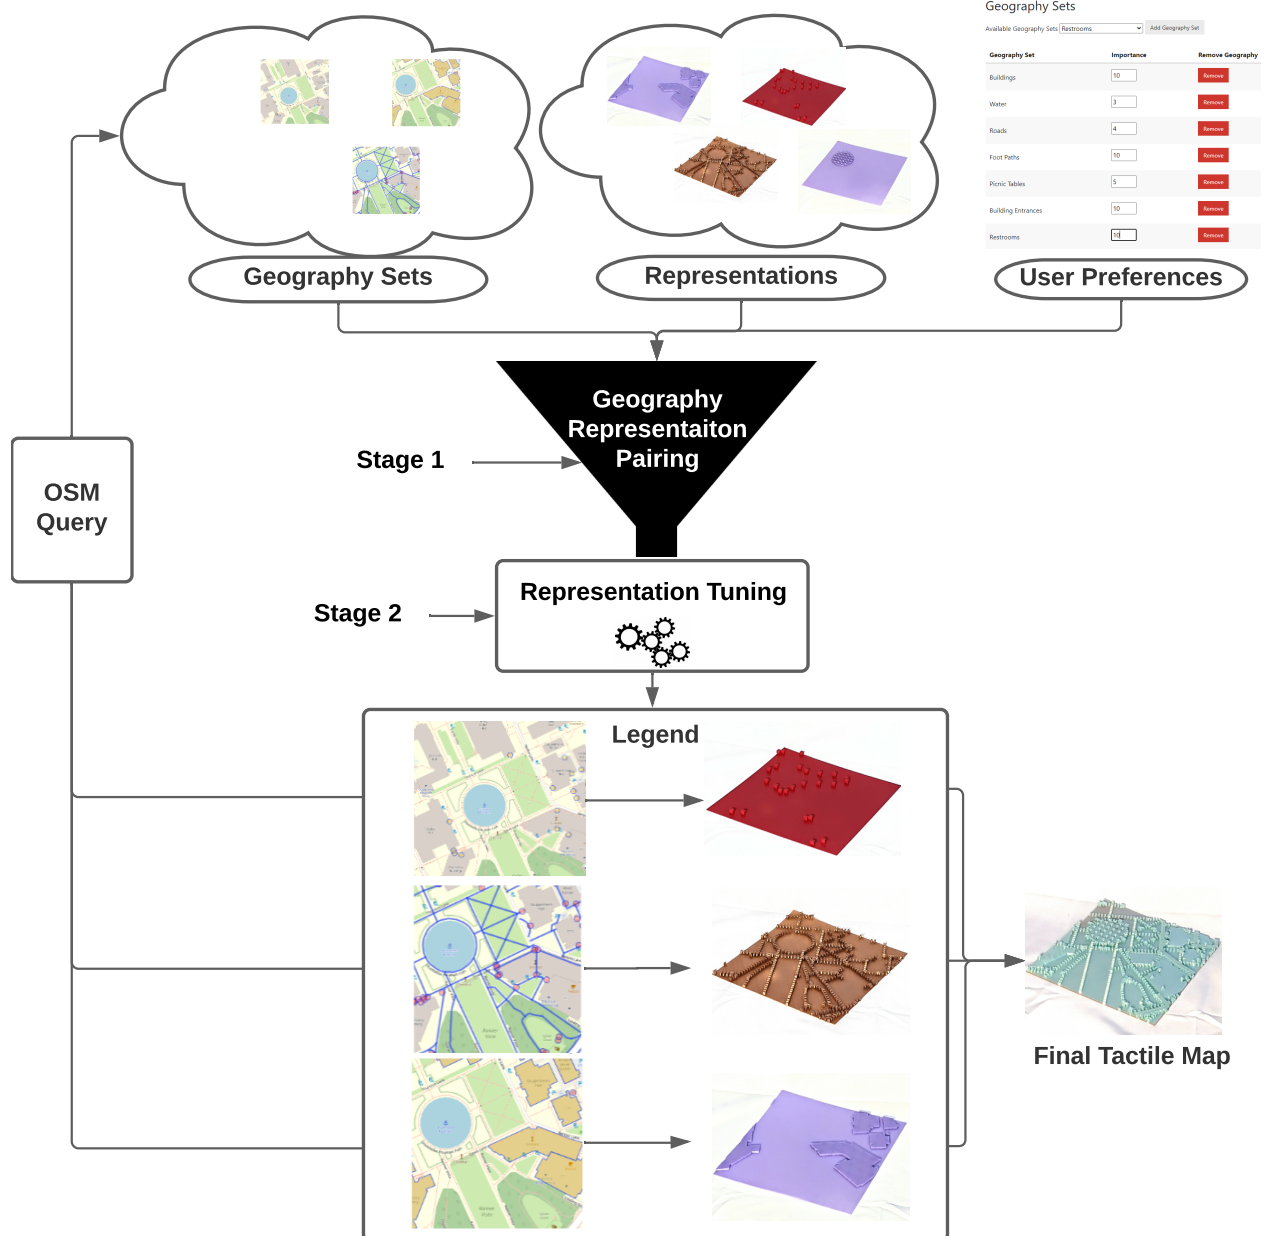 Geography Sets
Available Geography Sets Restrooms Add Geography Set
Geography Set Importance Remove Geography
Buildings 10 Remove
Water 3 Remove
Roads 4 Remove
Foot Paths 10 Remove
Picnic Tables 5 Remove
Building Entrances 10 Remove
Restrooms 10 Remove
Geography Sets
Representations
User Preferences
Geography
Representaiton
Pairing
Stage 1
OSM
Query
Representation Tuning
Stage 2
Legend
Final Tactile Map